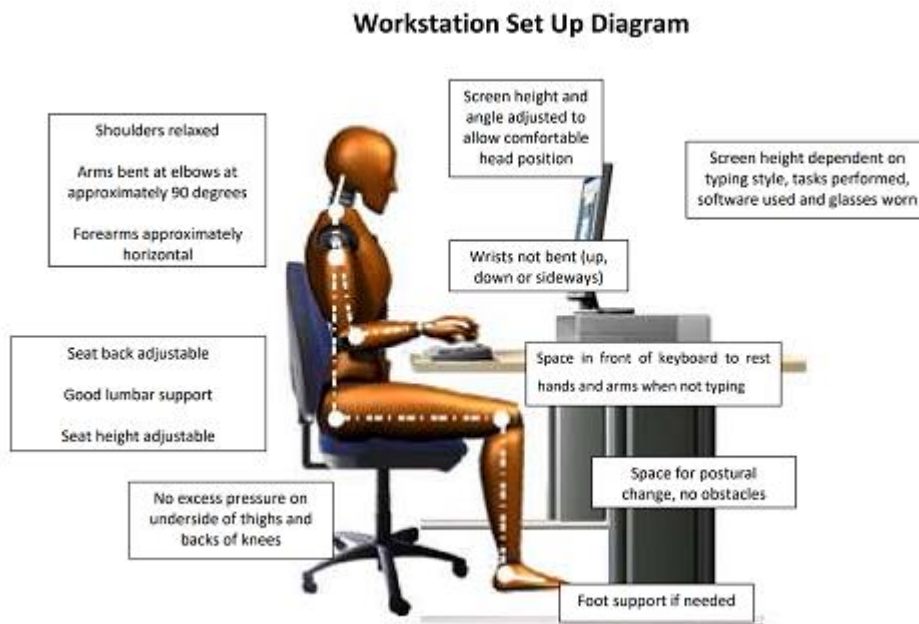 Workstation Set Up Diagram
Screen height and
angle adjusted to
allow comfortable
head position
Shoulders relaxed
Arms bent at elbows at
approximately 90 degrees
Forearms approximately
horizontal
Screen height dependent on
typing style, tasks performed,
software used and glasses worn
Wrists not bent (up,
down or sideways)
Seat back adjustable
Good lumbar support
Seat height adjustable
Space in front of keyboard to rest
hands and arms when not typing
Space for postural
change, no obstacles
No excess pressure on
underside of thighs and
backs of knees
Foot support if needed